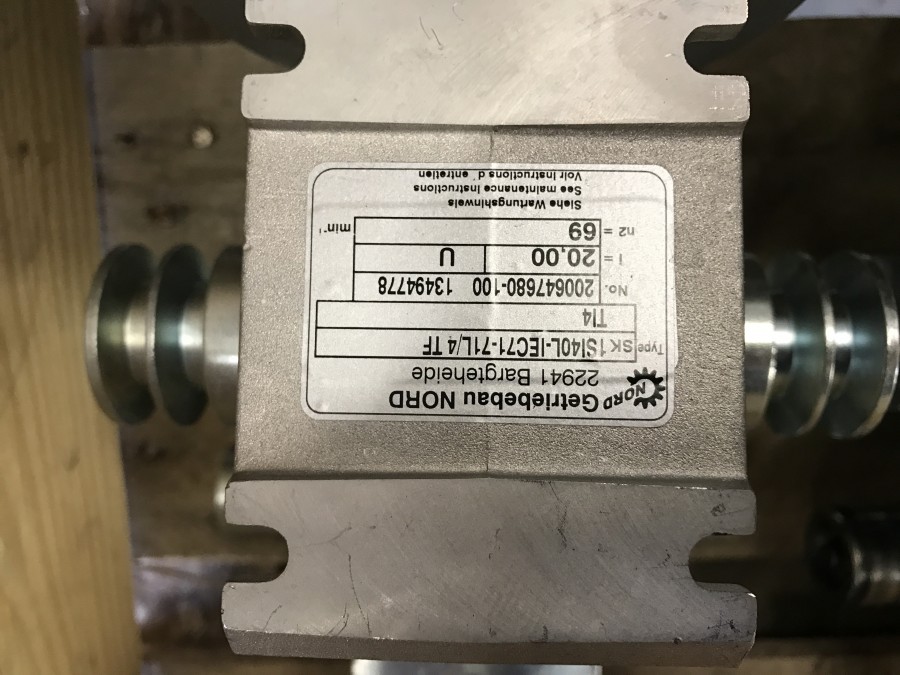 NORD
Getriebebau NORD
22941 Bargteheide
Type SK 1SI40L-IEC71-71L/4 TF
TI4
No. 200647680-100 13494778
i = 20,00 U
n2 = 69 min⁻¹
Siehe Wartungshinweis
See maintenance instructions
Voir instructions d´entretien